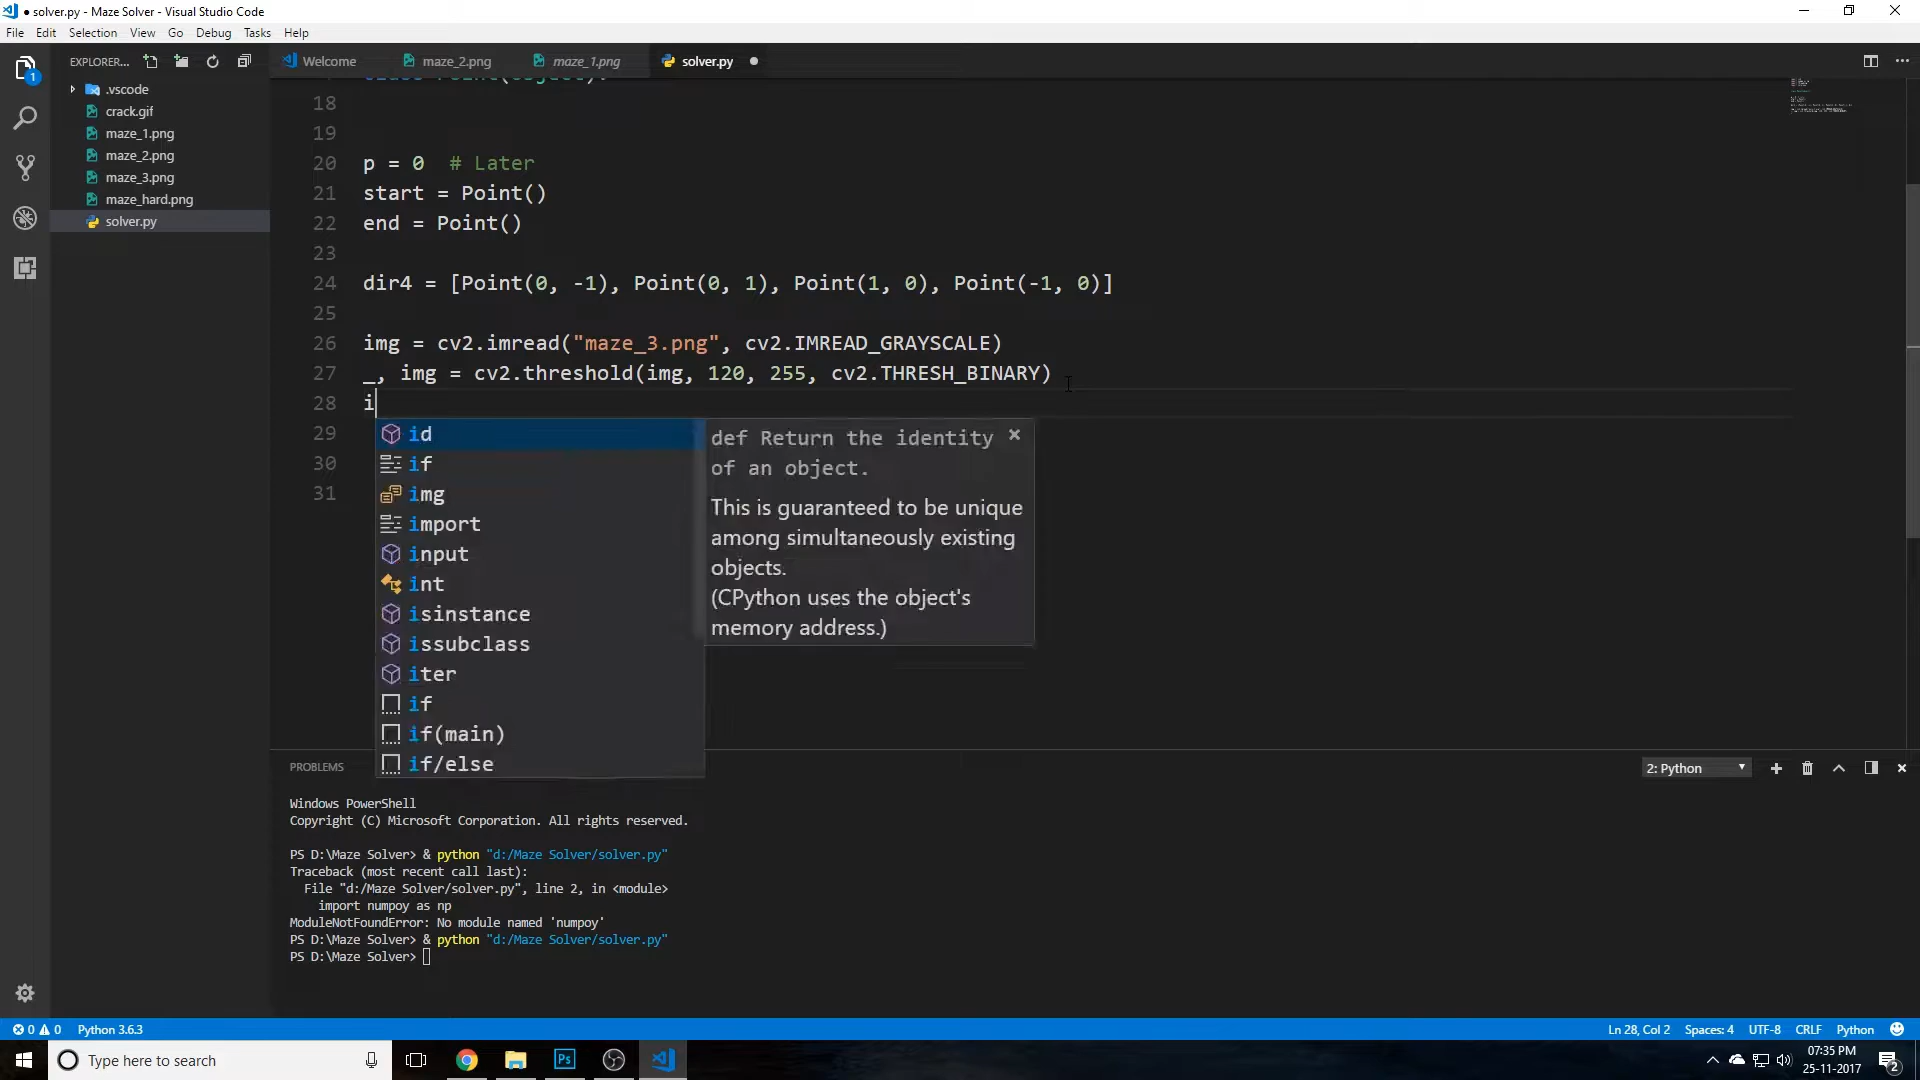 ● solver.py - Maze Solver - Visual Studio Code
File Edit Selection View Go Debug Tasks Help
EXPLORER...
Welcome
maze_2.png
maze_1.png
solver.py ●
1
.vscode
crack.gif
maze_1.png
maze_2.png
maze_3.png
maze_hard.png
solver.py
18
19
20 p = 0 # Later
21 start = Point()
22 end = Point()
23
24 dir4 = [Point(0, -1), Point(0, 1), Point(1, 0), Point(-1, 0)]
25
26 img = cv2.imread("maze_3.png", cv2.IMREAD_GRAYSCALE)
27 _, img = cv2.threshold(img, 120, 255, cv2.THRESH_BINARY)
28 i
29
30
31
id
if
img
import
input
int
isinstance
issubclass
iter
if
if(main)
if/else
def Return the identity
of an object.
This is guaranteed to be unique
among simultaneously existing
objects.
(CPython uses the object's
memory address.)
PROBLEMS
2: Python
Windows PowerShell
Copyright (C) Microsoft Corporation. All rights reserved.
PS D:\Maze Solver> & python "d:/Maze Solver/solver.py"
Traceback (most recent call last):
File "d:/Maze Solver/solver.py", line 2, in <module>
import numpoy as np
ModuleNotFoundError: No module named 'numpoy'
PS D:\Maze Solver> & python "d:/Maze Solver/solver.py"
PS D:\Maze Solver>
0 0 Python 3.6.3
Ln 28, Col 2 Spaces: 4 UTF-8 CRLF Python
Type here to search
Ps
07:35 PM
25-11-2017
2